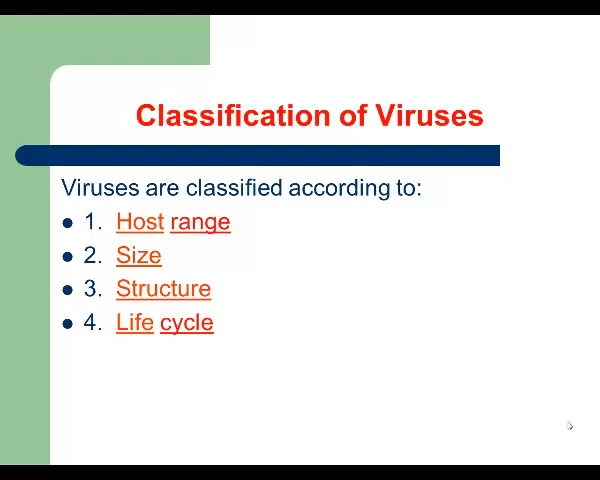 Classification of Viruses
Viruses are classified according to:
• 1. Host range
• 2. Size
• 3. Structure
• 4. Life cycle